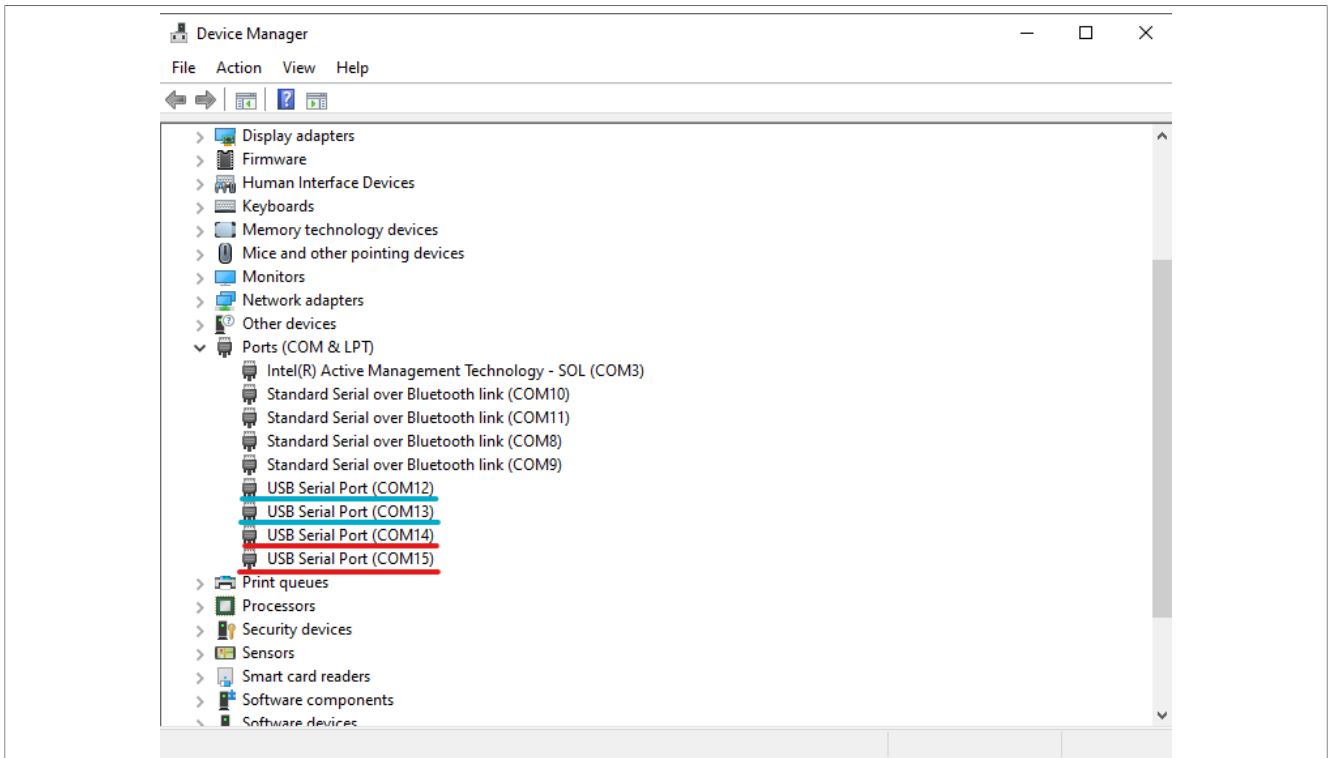 Device Manager
File Action View Help
Display adapters
Firmware
Human Interface Devices
Keyboards
Memory technology devices
Mice and other pointing devices
Monitors
Network adapters
Other devices
Ports (COM & LPT)
Intel(R) Active Management Technology - SOL (COM3)
Standard Serial over Bluetooth link (COM10)
Standard Serial over Bluetooth link (COM11)
Standard Serial over Bluetooth link (COM8)
Standard Serial over Bluetooth link (COM9)
USB Serial Port (COM12)
USB Serial Port (COM13)
USB Serial Port (COM14)
USB Serial Port (COM15)
Print queues
Processors
Security devices
Sensors
Smart card readers
Software components
Software devices